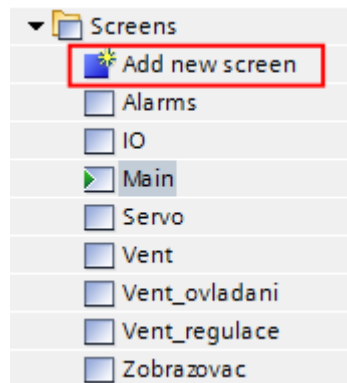 Screens
Add new screen
Alarms
IO
Main
Servo
Vent
Vent_ovladani
Vent_regulace
Zobrazovac